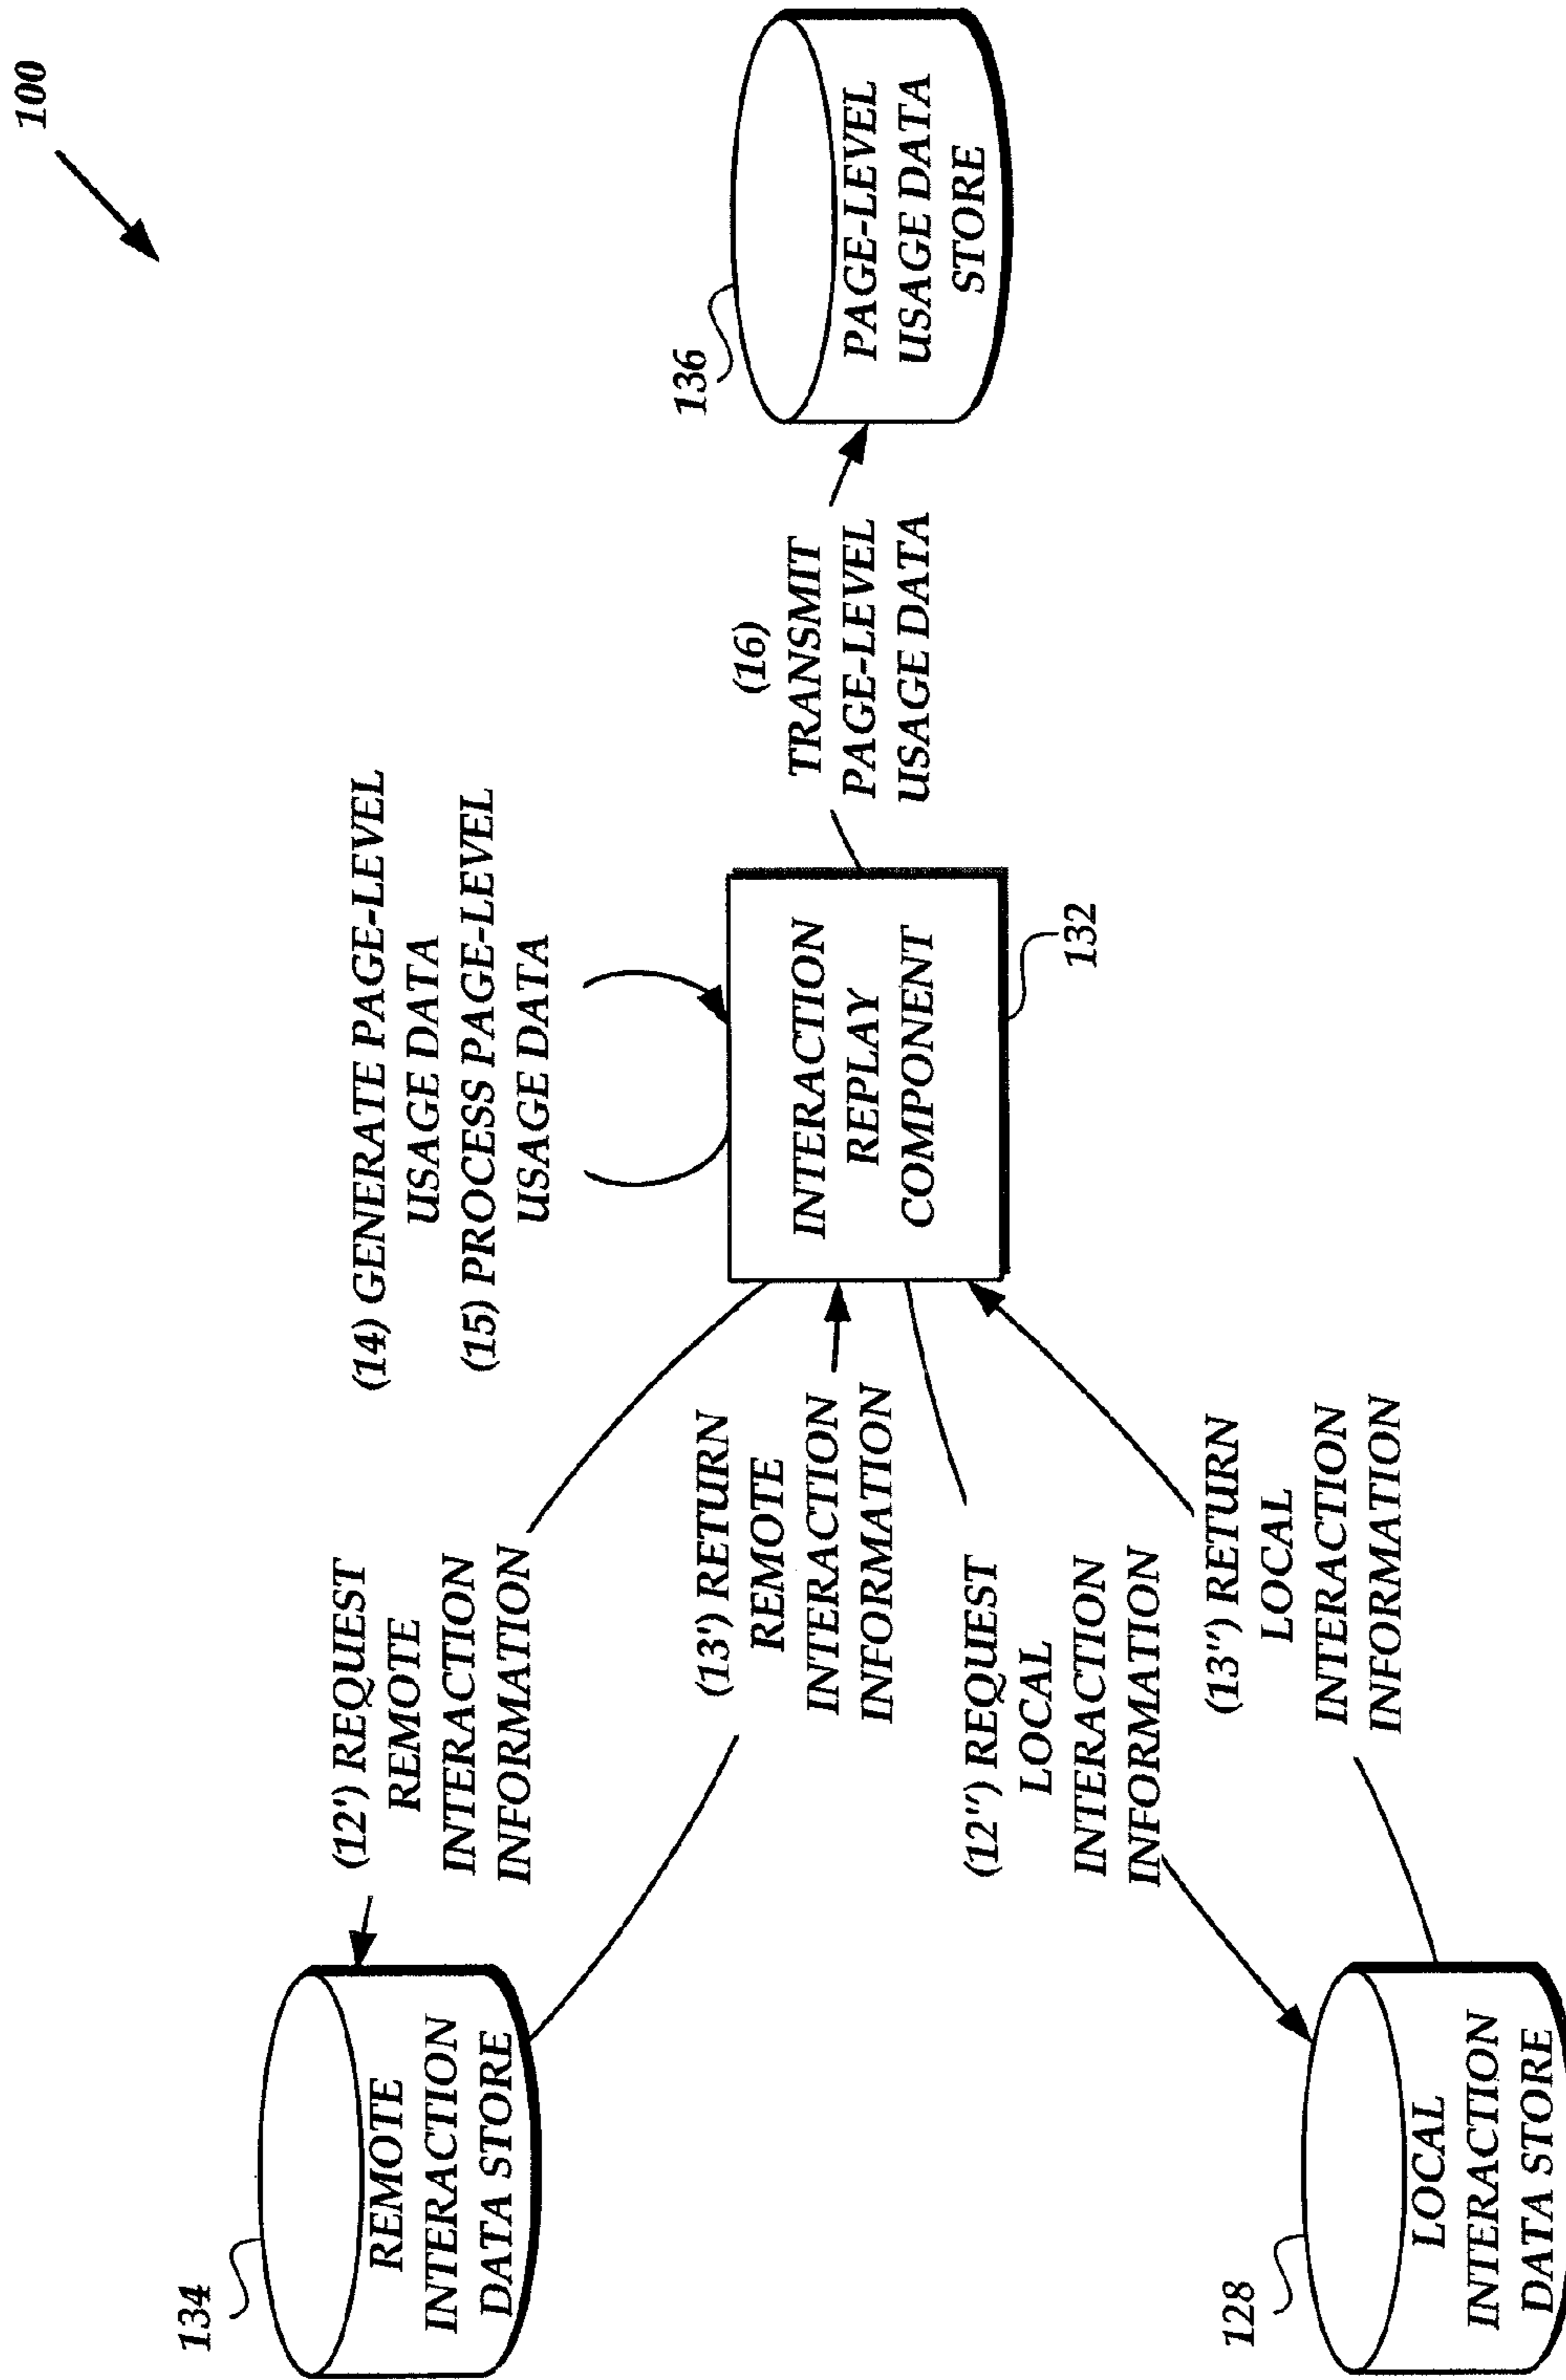 100
134
REMOTE
INTERACTION
DATA STORE
(12') REQUEST
REMOTE
INTERACTION
INFORMATION
(14) GENERATE PAGE-LEVEL
USAGE DATA
(15) PROCESS PAGE-LEVEL
USAGE DATA
(13') RETURN
REMOTE
INTERACTION
INFORMATION
INTERACTION
REPLAY
COMPONENT
132
(16)
TRANSMIT
PAGE-LEVEL
USAGE DATA
136
PAGE-LEVEL
USAGE DATA
STORE
(12") REQUEST
LOCAL
INTERACTION
INFORMATION
(13") RETURN
LOCAL
INTERACTION
INFORMATION
128
LOCAL
INTERACTION
DATA STORE